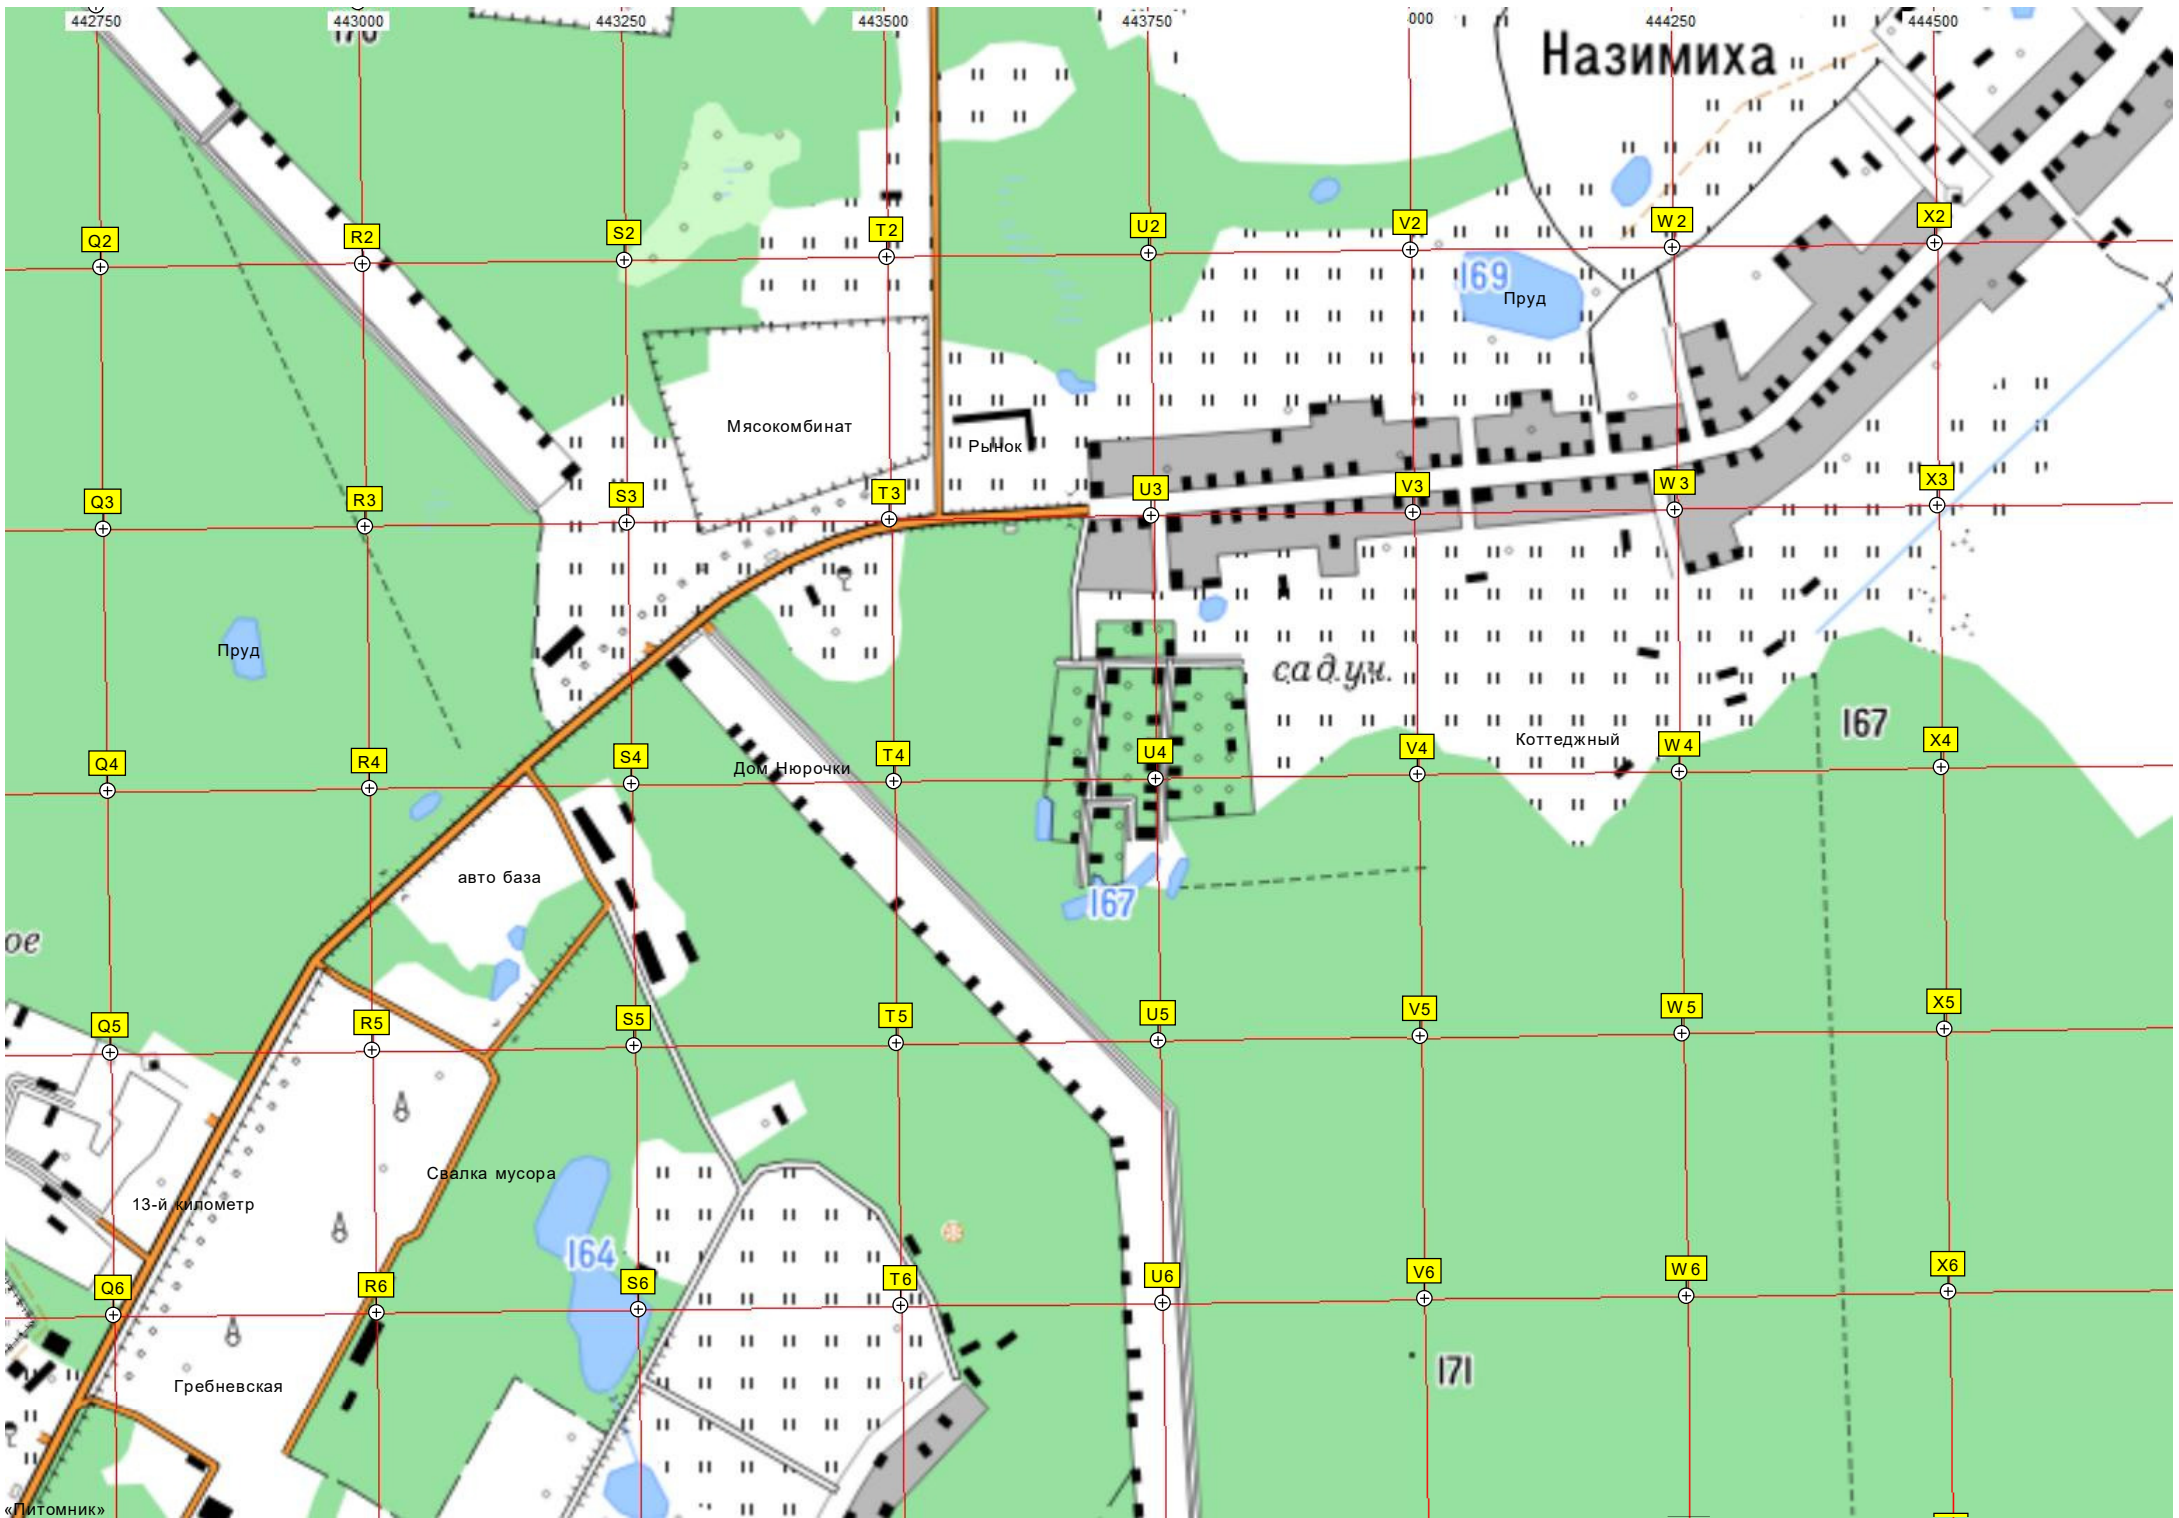 442750 443000 443250 443500 443750 000 444250 444500
Назимиха
Q2 R2 S2 T2 U2 V2 W2 X2
169
Пруд
Мясокомбинат
Рынок
Q3 R3 S3 T3 U3 V3 W3 X3
Пруд
сад.уч.
167
Коттеджный
Q4 R4 S4 T4 U4 V4 W4 X4
Дом Нюрочки
авто база
167
ое
Q5 R5 S5 T5 U5 V5 W5 X5
Свалка мусора
13-й километр
164
Q6 R6 S6 T6 U6 V6 W6 X6
171
Гребневская
«Питомник»